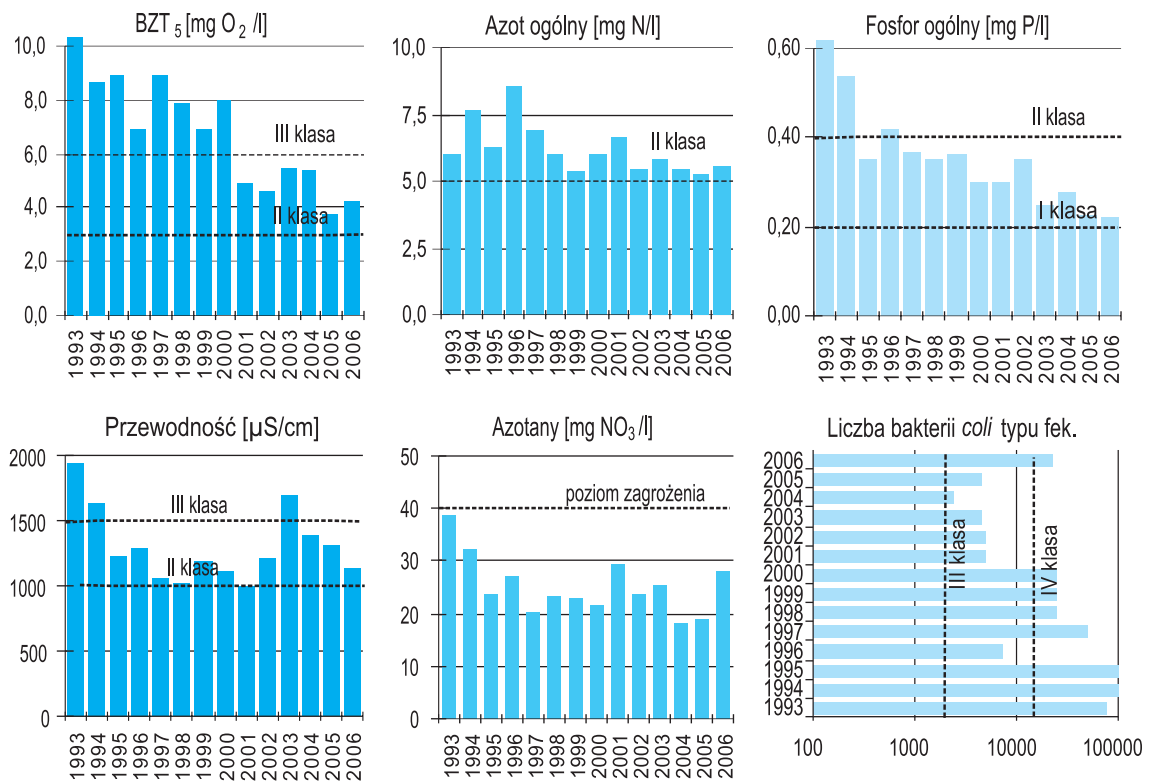 BZT 5 [mg O 2 /l]
10,0
8,0
6,0
4,0
2,0
0,0
III klasa
II klasa
1993 1994 1995 1996 1997 1998 1999 2000 2001 2002 2003 2004 2005 2006
Azot ogólny [mg N/l]
10,0
7,5
5,0
2,5
0,0
II klasa
1993 1994 1995 1996 1997 1998 1999 2000 2001 2002 2003 2004 2005 2006
Fosfor ogólny [mg P/l]
0,60
0,40
0,20
0,00
II klasa
I klasa
1993 1994 1995 1996 1997 1998 1999 2000 2001 2002 2003 2004 2005 2006
Przewodność [µS/cm]
2000
1500
1000
500
0
III klasa
II klasa
1993 1994 1995 1996 1997 1998 1999 2000 2001 2002 2003 2004 2005 2006
Azotany [mg NO3 /l]
50
40
30
20
10
0
poziom zagrożenia
1993 1994 1995 1996 1997 1998 1999 2000 2001 2002 2003 2004 2005 2006
Liczba bakterii coli typu fek.
2006
2005
2004
2003
2002
2001
2000
1999
1998
1997
1996
1995
1994
1993
III klasa
IV klasa
100 1000 10000 100000